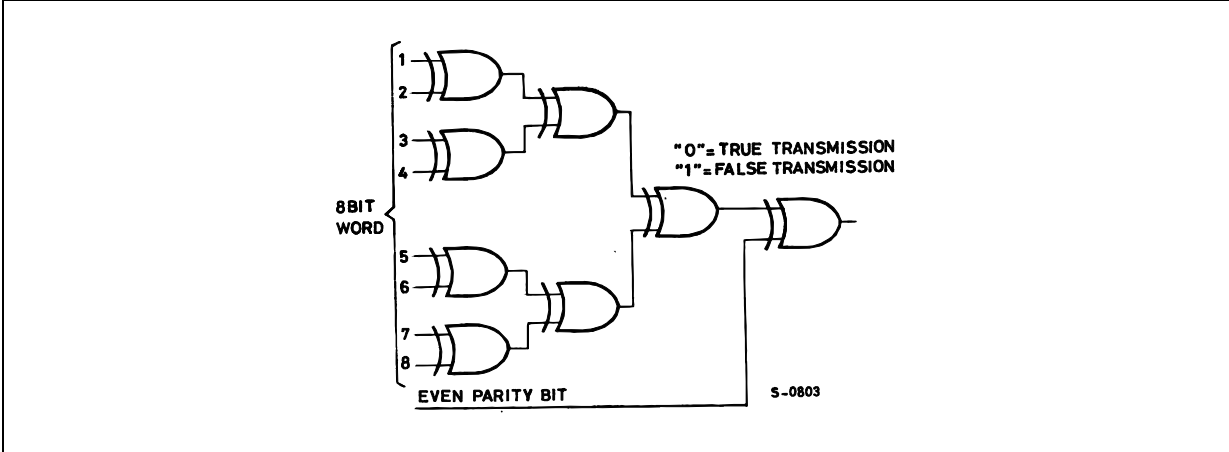 1
2
3
4
"0"=TRUE TRANSMISSION
"1"=FALSE TRANSMISSION
8BIT
WORD
5
6
7
8
EVEN PARITY BIT
S-0803